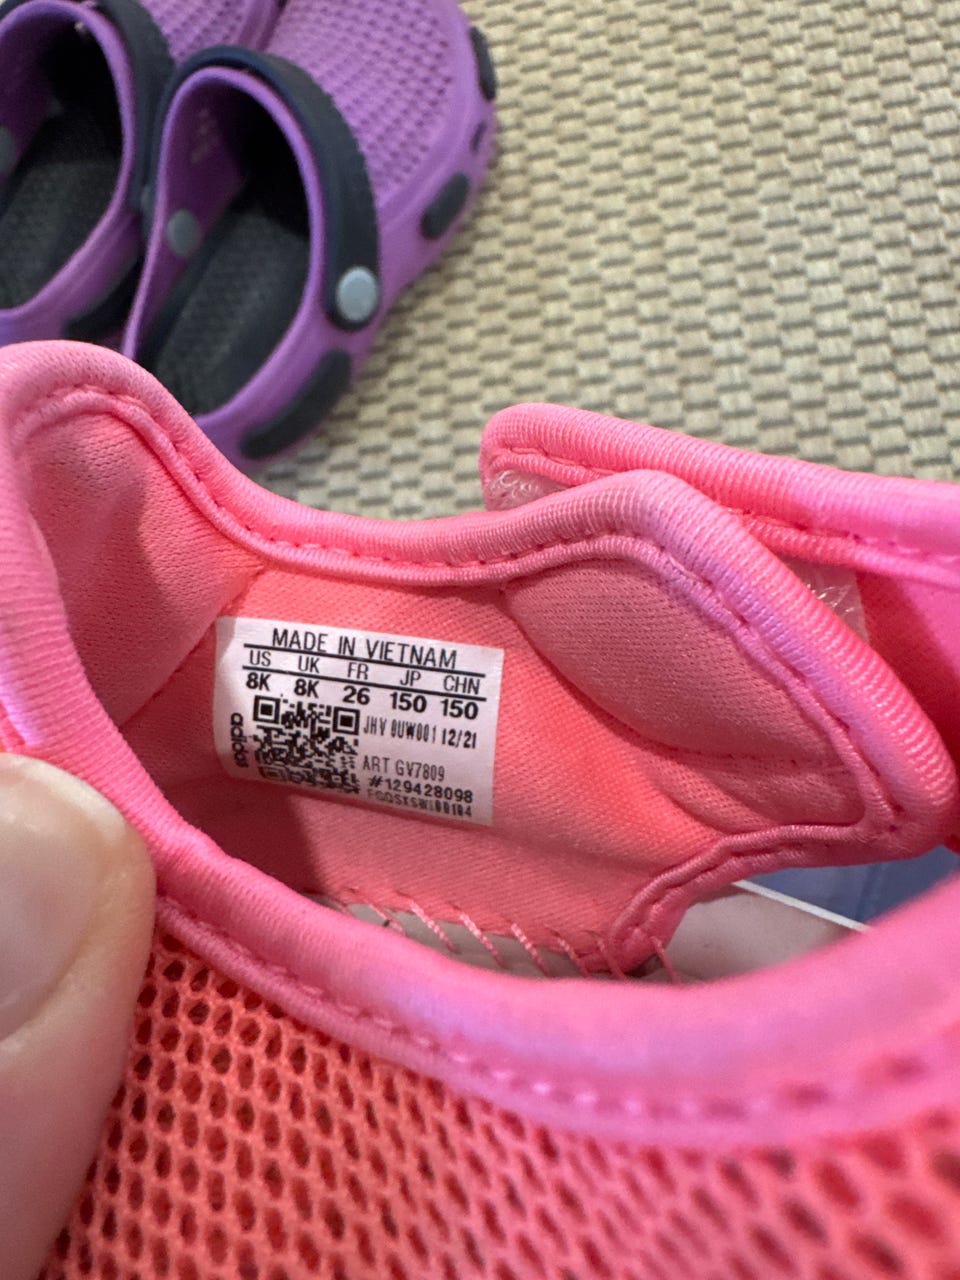 MADE IN VIETNAM
US UK FR JP CHN
8K 8K 26 150 150
JHV 8UW001 12/21
adidas
ART GV7809
#129428098